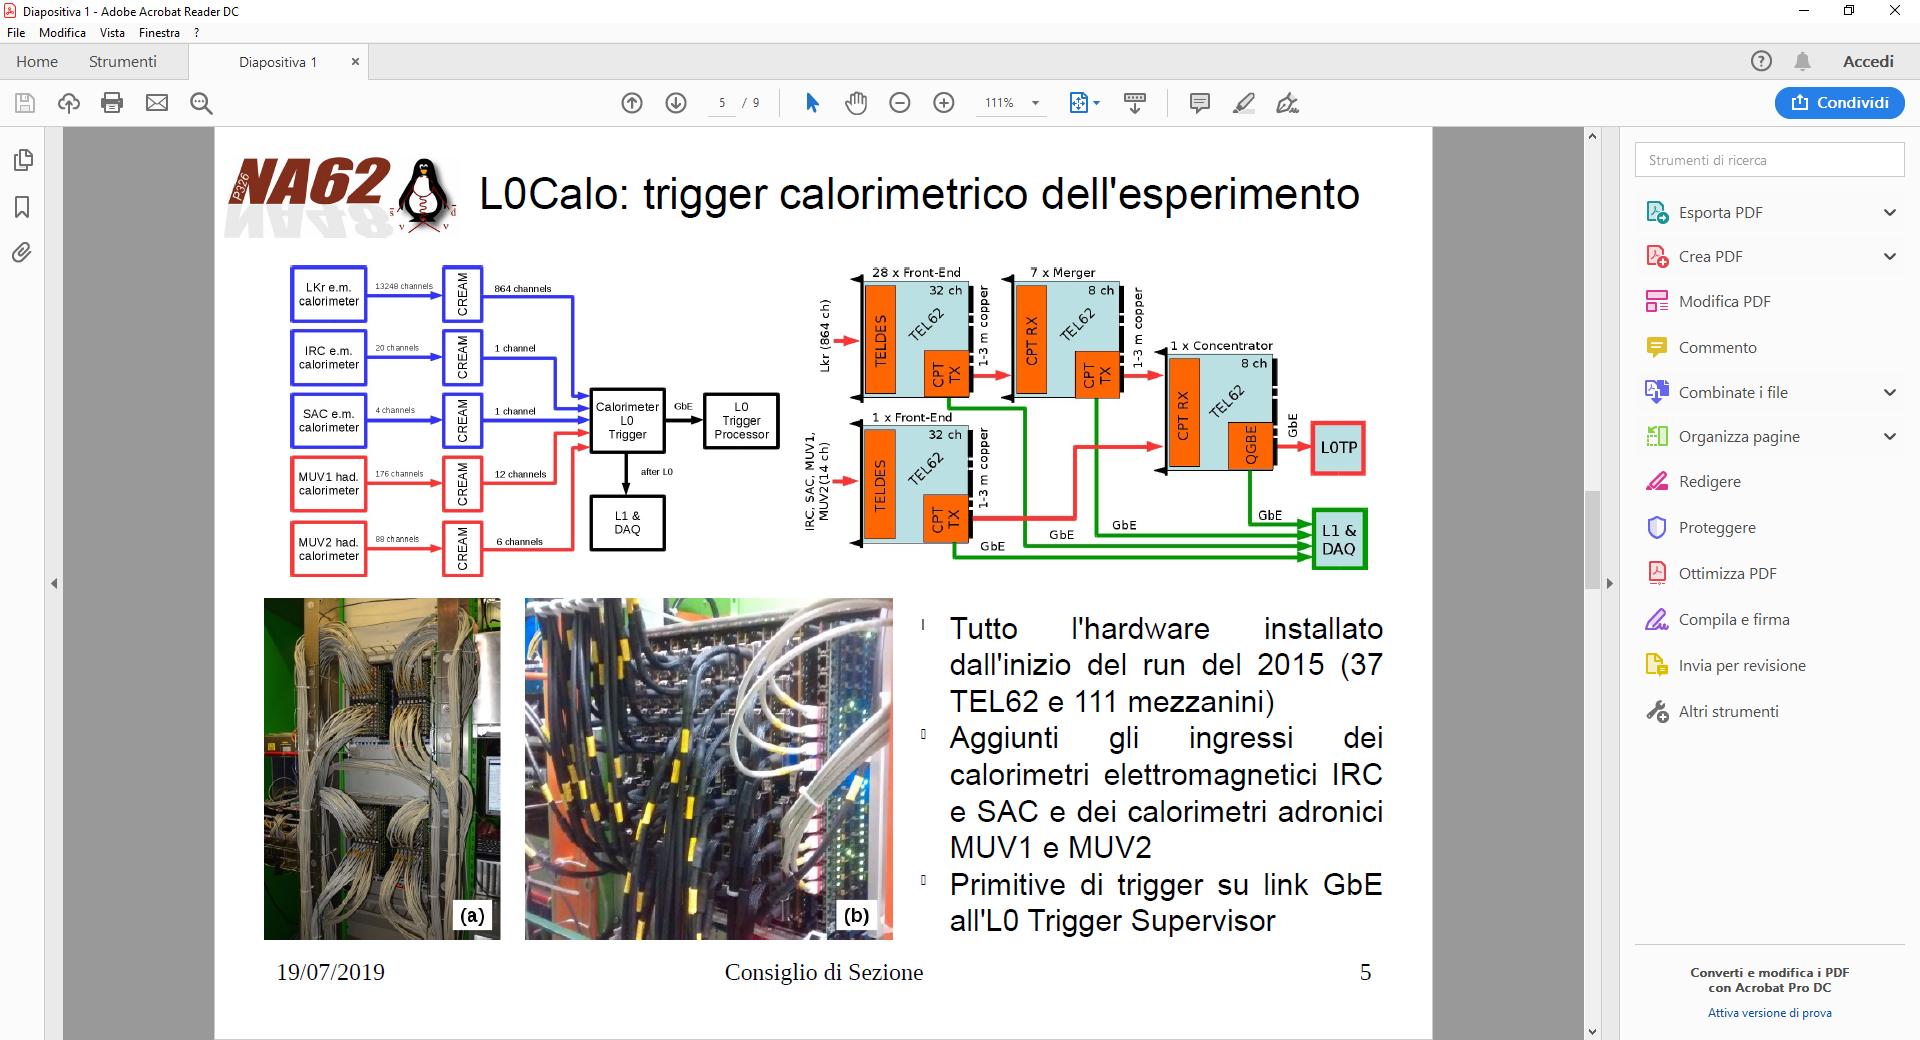 Diapositiva 1 - Adobe Acrobat Reader DC
File Modifica Vista Finestra ?
Home Strumenti Diapositiva 1 × Accedi
5 / 9 111% Condividi
P326 NA62
s d
ν ν
L0Calo: trigger calorimetrico dell'esperimento
LKr e.m.
calorimeter
13248 channels
CREAM
864 channels
IRC e.m.
calorimeter
20 channels
CREAM
1 channel
SAC e.m.
calorimeter
4 channels
CREAM
1 channel
MUV1 had.
calorimeter
176 channels
CREAM
12 channels
MUV2 had.
calorimeter
88 channels
CREAM
6 channels
Calorimeter
L0
Trigger
GbE
L0
Trigger
Processor
after L0
L1 &
DAQ
28 x Front-End
32 ch
Lkr (864 ch)
TELDES
TEL62
CPT
TX
1-3 m copper
7 x Merger
8 ch
CPT RX
TEL62
CPT
TX
1-3 m copper
1 x Concentrator
8 ch
CPT RX
TEL62
QGBE
GbE
L0TP
1 x Front-End
32 ch
IRC, SAC, MUV1,
MUV2(14 ch)
TELDES
TEL62
CPT
TX
1-3 m copper
GbE
GbE
GbE
GbE
L1 &
DAQ
(a)
(b)
Tutto l'hardware installato
dall'inizio del run del 2015 (37
TEL62 e 111 mezzanini)
Aggiunti gli ingressi dei
calorimetri elettromagnetici IRC
e SAC e dei calorimetri adronici
MUV1 e MUV2
Primitive di trigger su link GbE
all'L0 Trigger Supervisor
19/07/2019 Consiglio di Sezione 5
Strumenti di ricerca
Esporta PDF
Crea PDF
Modifica PDF
Commento
Combinate i file
Organizza pagine
Redigere
Proteggere
Ottimizza PDF
Compila e firma
Invia per revisione
Altri strumenti
Converti e modifica i PDF
con Acrobat Pro DC
Attiva versione di prova